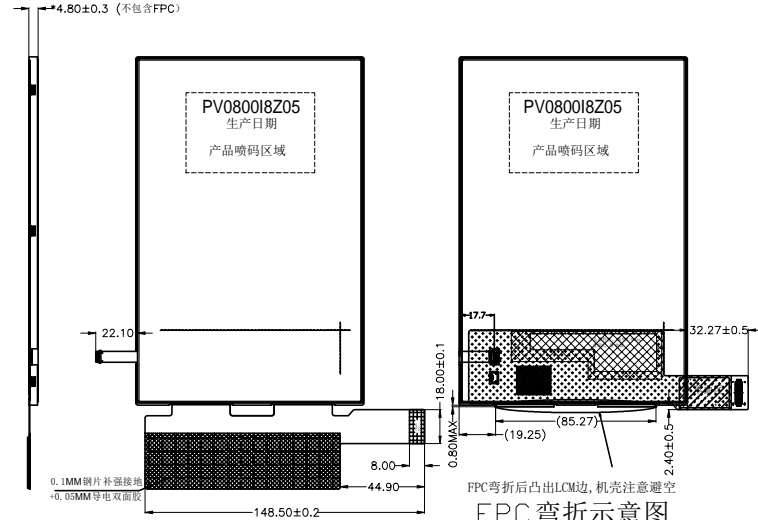 *4.80±0.3 (不包含FPC)
PV0800I8Z05
生产日期
产品喷码区域
PV0800I8Z05
生产日期
产品喷码区域
22.10
17.7
32.27±0.5
18.00±0.1
0.80MAX
(19.25)
(85.27)
2.40±0.5
8.00
44.90
148.50±0.2
0.1MM钢片补强接地
+0.05MM导电双面胶
FPC弯折后凸出LCM边,机壳注意避空
FPC弯折示意图